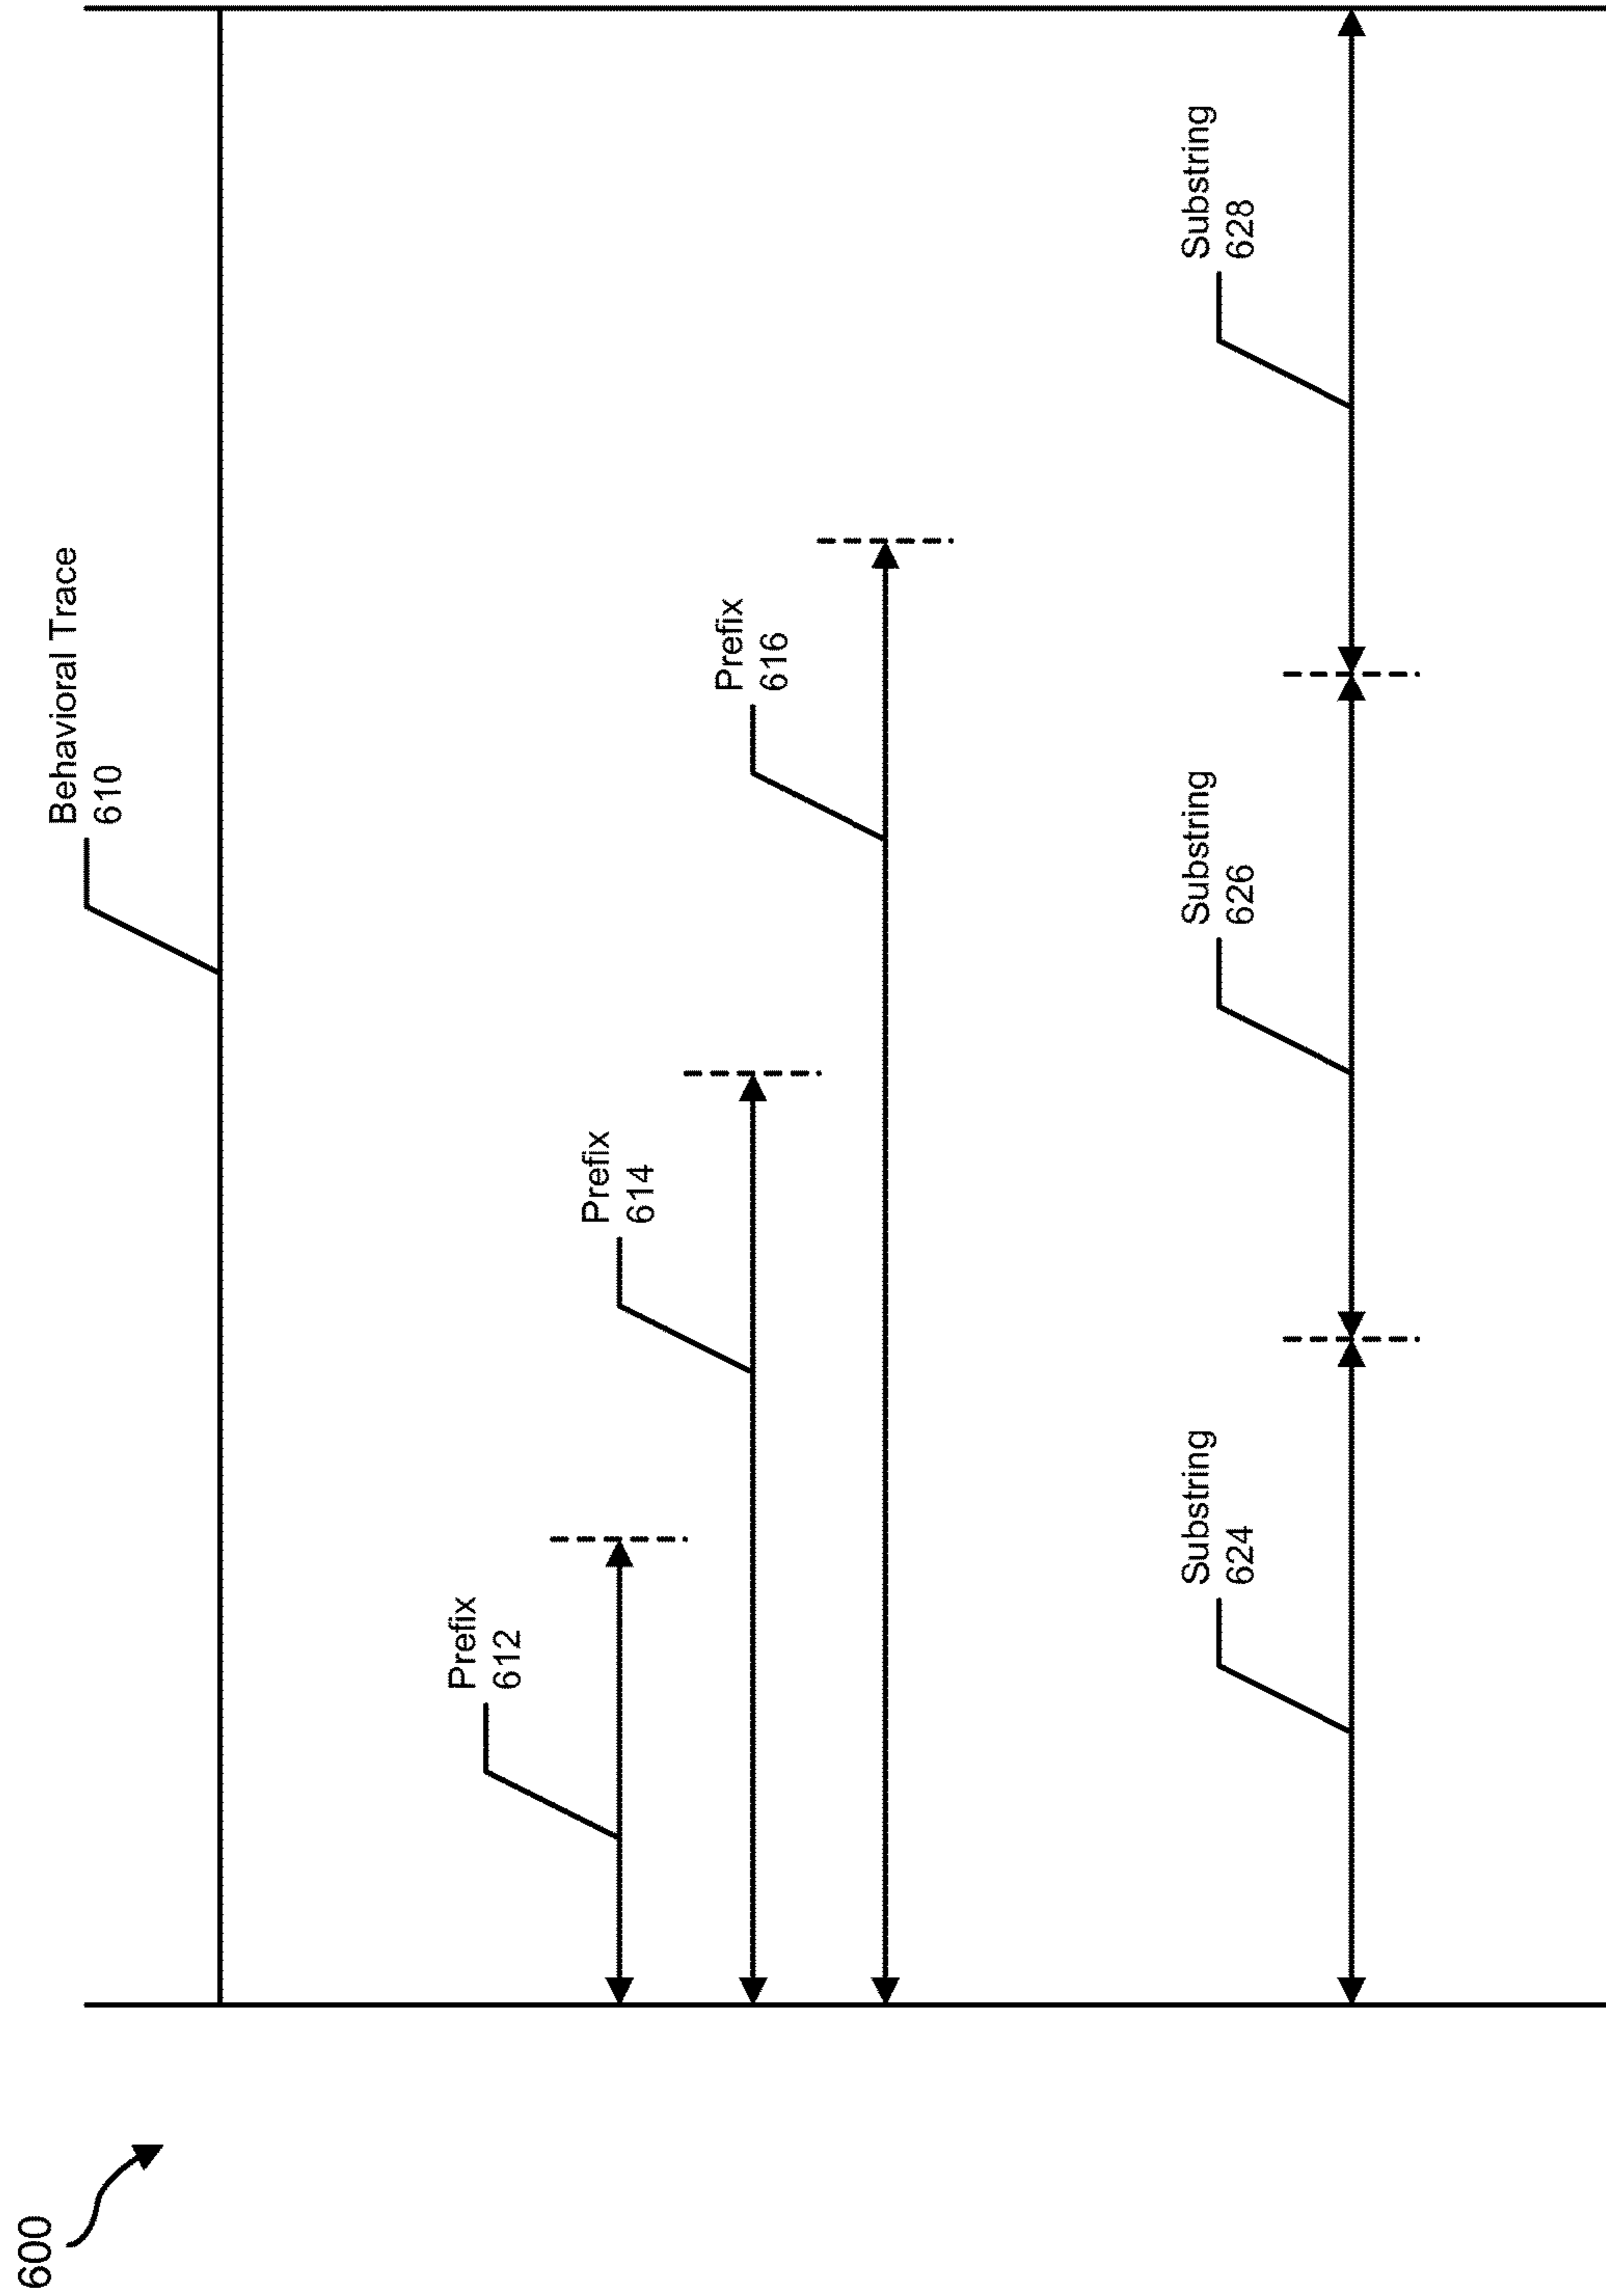 600
Behavioral Trace
610
Prefix
612
Prefix
614
Prefix
616
Substring
624
Substring
626
Substring
628